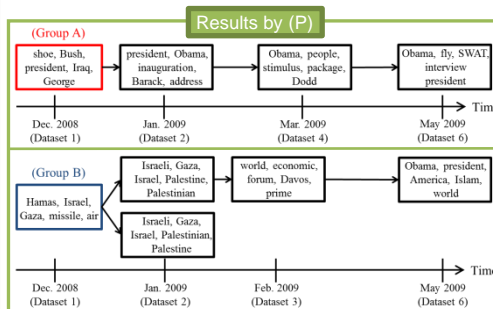 Results by (P)
(Group A)
shoe, Bush,
president, Iraq,
George
president, Obama,
inauguration,
Barack, address
Obama, people,
stimulus, package,
Dodd
Obama, fly, SWAT,
interview
president
Time
Dec. 2008
(Dataset 1)
Jan. 2009
(Dataset 2)
Mar. 2009
(Dataset 4)
May 2009
(Dataset 6)
(Group B)
Hamas, Israel,
Gaza, missile, air
Israeli, Gaza,
Israel, Palestine,
Palestinian
world, economic,
forum, Davos,
prime
Obama, president,
America, Islam,
world
Israeli, Gaza,
Israel, Palestinian,
Palestine
Time
Dec. 2008
(Dataset 1)
Jan. 2009
(Dataset 2)
Feb. 2009
(Dataset 3)
May 2009
(Dataset 6)